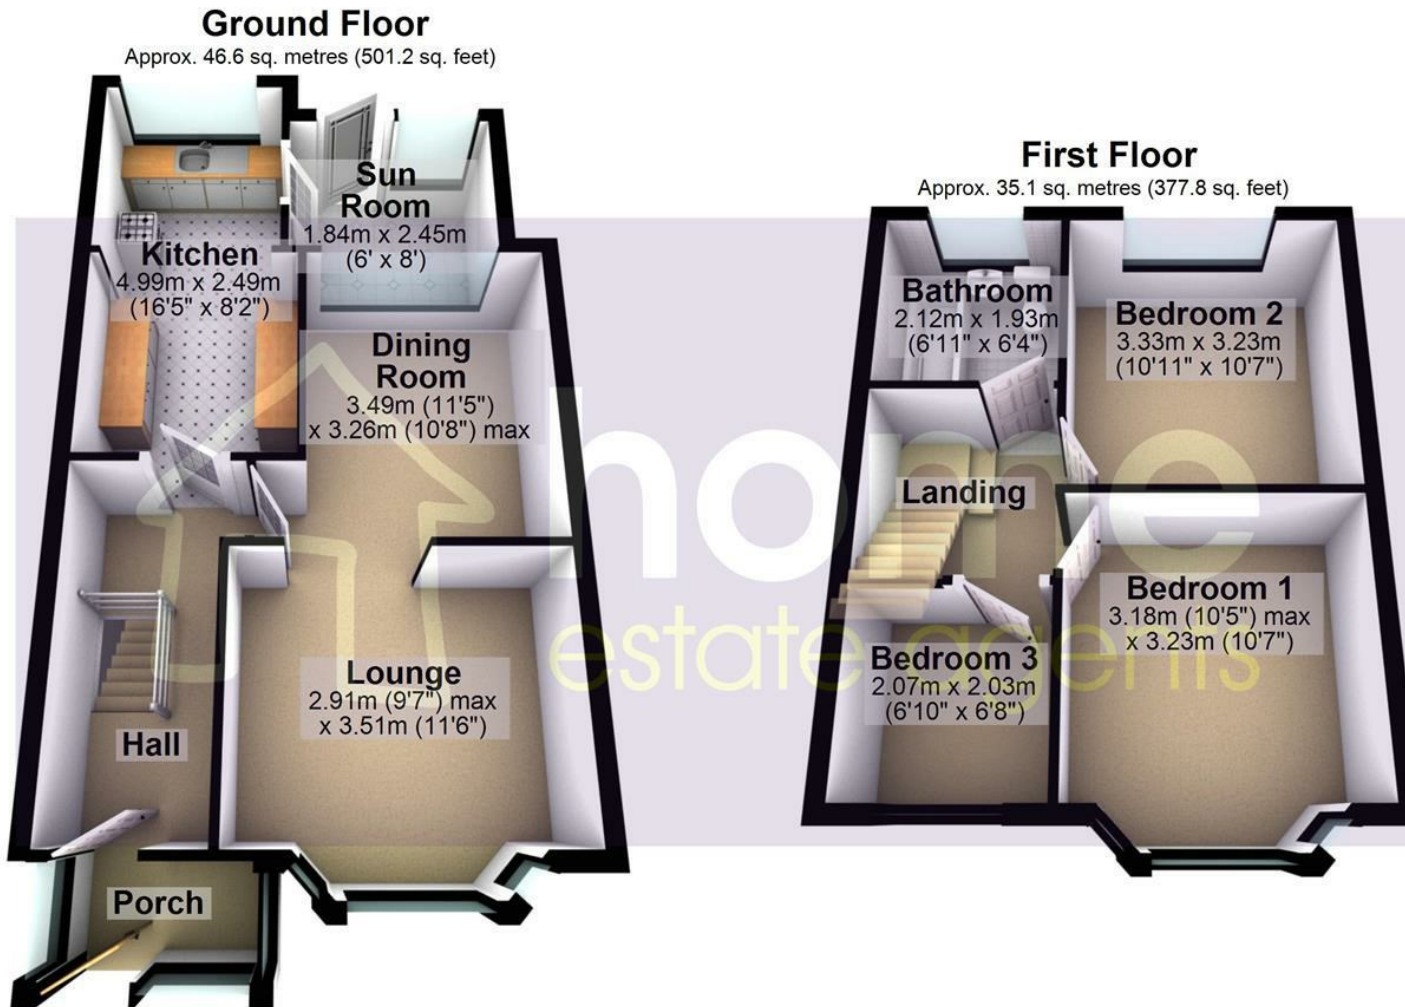 Ground Floor
Approx. 46.6 sq. metres (501.2 sq. feet)
Sun
Room
1.84m x 2.45m
(6' x 8')
Kitchen
4.99m x 2.49m
(16'5" x 8'2")
Dining
Room
3.49m (11'5")
x 3.26m (10'8") max
Lounge
2.91m (9'7") max
x 3.51m (11'6")
Hall
Porch
First Floor
Approx. 35.1 sq. metres (377.8 sq. feet)
Bathroom
2.12m x 1.93m
(6'11" x 6'4")
Bedroom 2
3.33m x 3.23m
(10'11" x 10'7")
Landing
Bedroom 1
3.18m (10'5") max
x 3.23m (10'7")
Bedroom 3
2.07m x 2.03m
(6'10" x 6'8")
home
estate agents